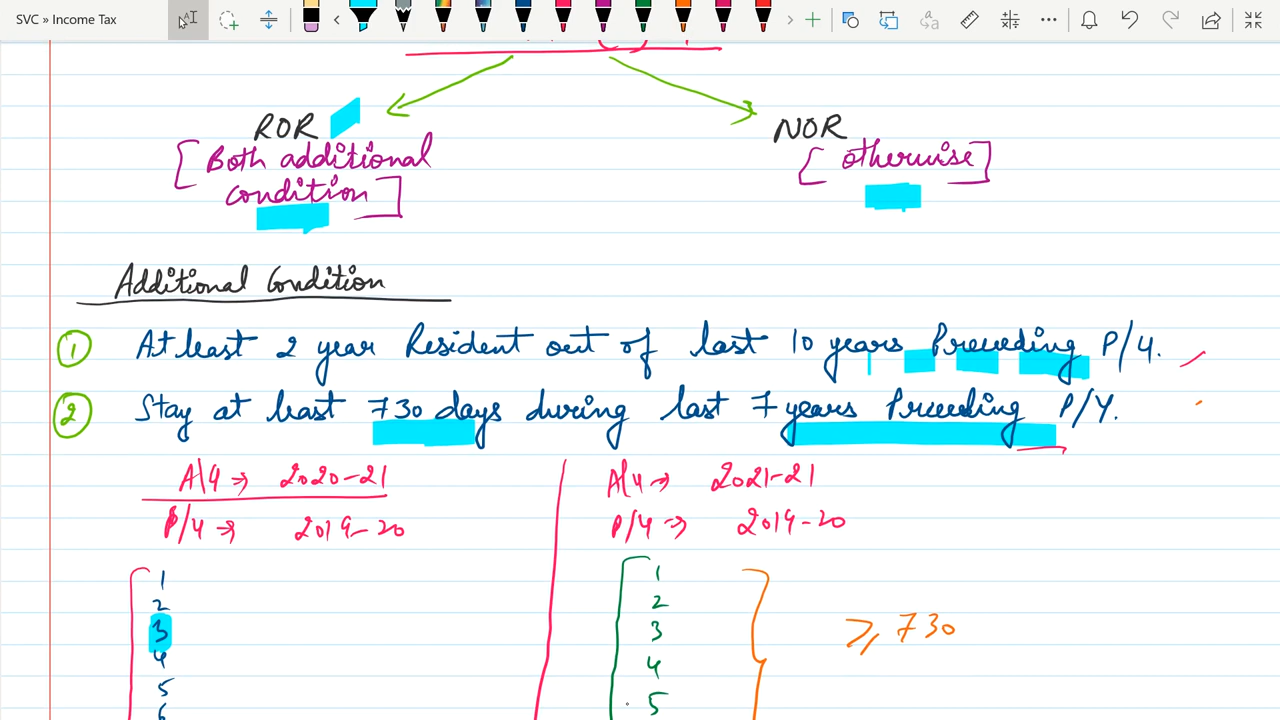 SVC » Income Tax
ROR
[Both additional
condition]
NOR
[otherwise]
Additional Condition
① At least 2 year Resident out of last 10 years Preceding P/Y.
② Stay at least 730 days during last 7 years Preceding P/Y.
A/Y ⇒ 2020-21
P/Y ⇒ 2019-20
1
2
3
4
5
6
A/Y ⇒ 2021-21
P/Y ⇒ 2019-20
1
2
3
4
5
≥ 730